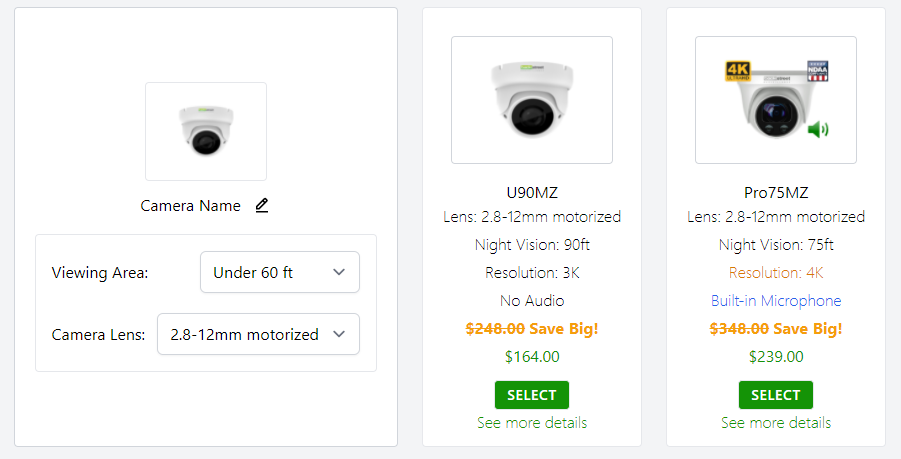 Camera Name
Viewing Area:
Under 60 ft
Camera Lens:
2.8-12mm motorized
U90MZ
Lens: 2.8-12mm motorized
Night Vision: 90ft
Resolution: 3K
No Audio
$248.00 Save Big!
$164.00
SELECT
See more details
4K
ULTRA HD
NDAA
Pro75MZ
Lens: 2.8-12mm motorized
Night Vision: 75ft
Resolution: 4K
Built-in Microphone
$348.00 Save Big!
$239.00
SELECT
See more details